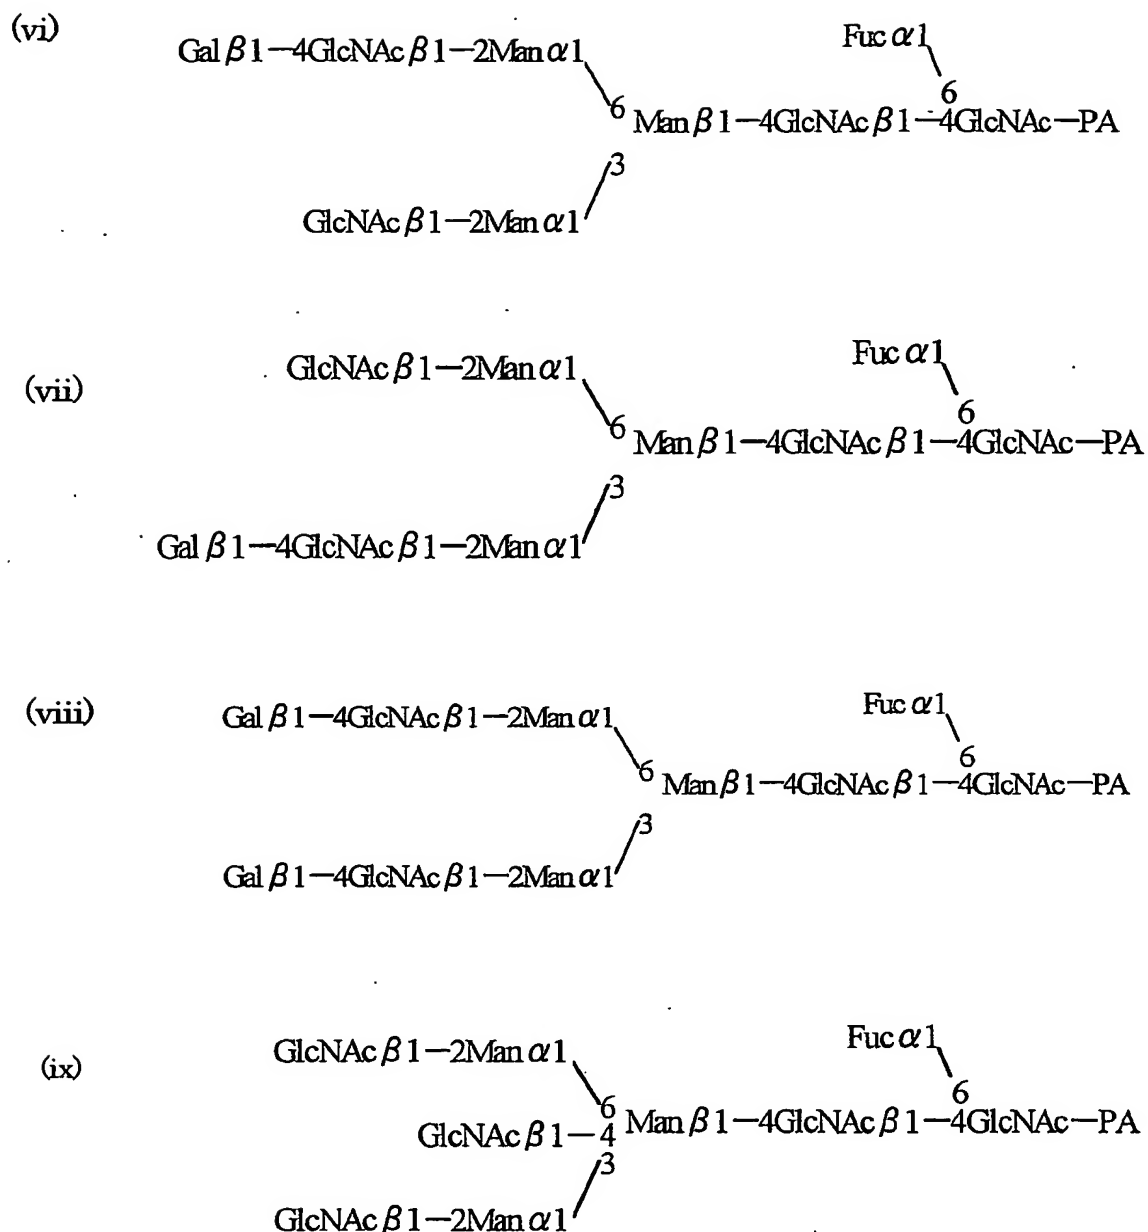 (vi)
Galβ1—4GlcNAcβ1—2Manα1
Fucα1
6
6
Manβ1—4GlcNAcβ1—4GlcNAc—PA
3
GlcNAcβ1—2Manα1
(vii)
GlcNAcβ1—2Manα1
Fucα1
6
6
Manβ1—4GlcNAcβ1—4GlcNAc—PA
3
Galβ1—4GlcNAcβ1—2Manα1
(viii)
Galβ1—4GlcNAcβ1—2Manα1
Fucα1
6
6
Manβ1—4GlcNAcβ1—4GlcNAc—PA
3
Galβ1—4GlcNAcβ1—2Manα1
(ix)
GlcNAcβ1—2Manα1
Fucα1
6
6
GlcNAcβ1—4 Manβ1—4GlcNAcβ1—4GlcNAc—PA
3
GlcNAcβ1—2Manα1